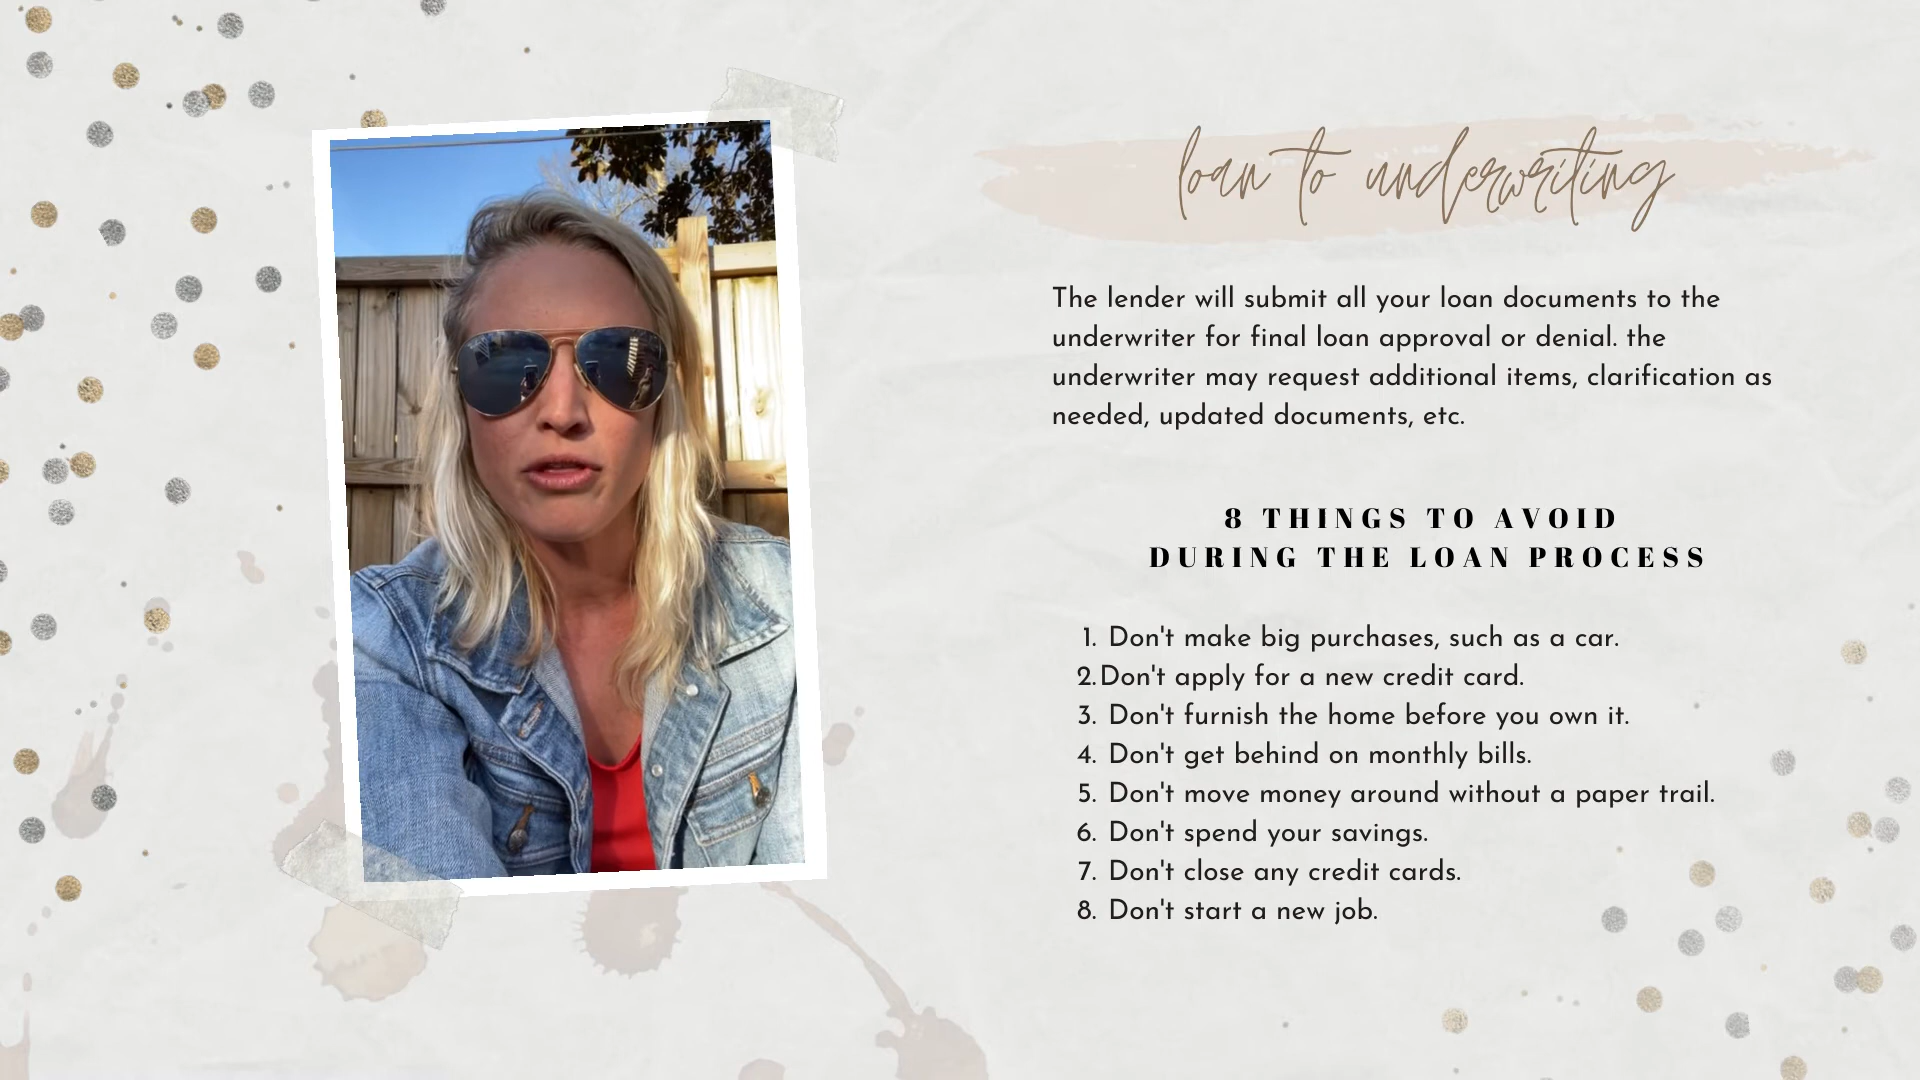 loan to underwriting
The lender will submit all your loan documents to the
underwriter for final loan approval or denial. the
underwriter may request additional items, clarification as
needed, updated documents, etc.
8 THINGS TO AVOID
DURING THE LOAN PROCESS
1. Don't make big purchases, such as a car.
2. Don't apply for a new credit card.
3. Don't furnish the home before you own it.
4. Don't get behind on monthly bills.
5. Don't move money around without a paper trail.
6. Don't spend your savings.
7. Don't close any credit cards.
8. Don't start a new job.